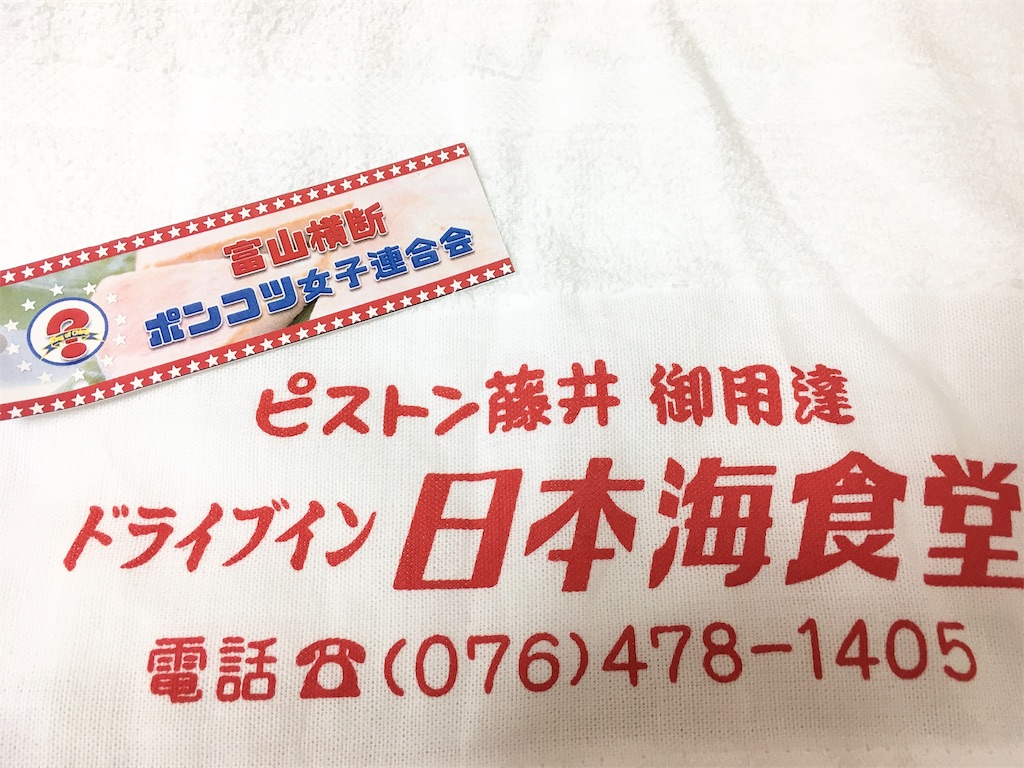 富山横断
ポンコツ女子連合会
ピストン藤井 御用達
ドライブイン 日本海食堂
電話☎(076)478-1405